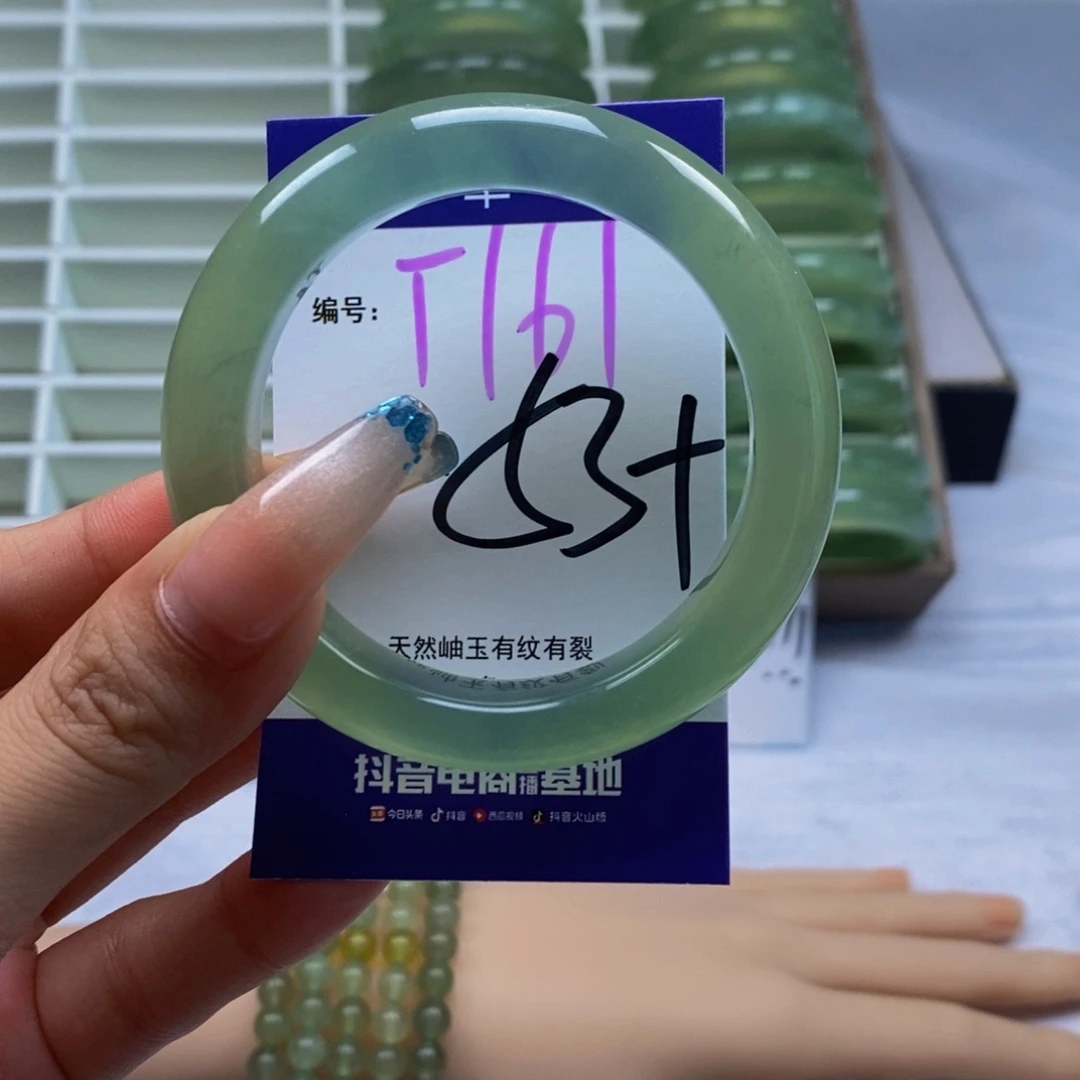 编号: T161
53+
天然岫玉有纹有裂
抖音电商直播基地
今日头条 抖音 西瓜视频 抖音火山版